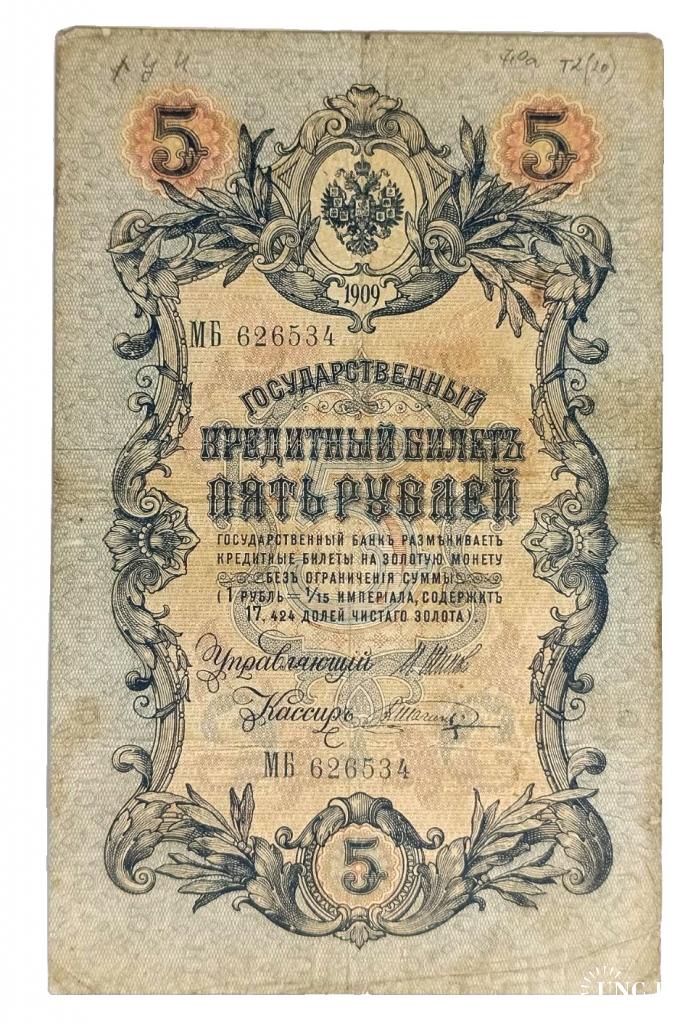 5 5
1909
МБ 626534
ГОСУДАРСТВЕННЫЙ
КРЕДИТНЫЙ БИЛЕТЪ
ПЯТЬ РУБЛЕЙ
ГОСУДАРСТВЕННЫЙ БАНКЪ РАЗМѢНИВАЕТЪ
КРЕДИТНЫЕ БИЛЕТЫ НА ЗОЛОТУЮ МОНЕТУ
БЕЗЪ ОГРАНИЧЕНІЯ СУММЫ
(1 РУБЛЬ = 1/15 ИМПЕРІАЛА, СОДЕРЖИТЪ
17,424 ДОЛЕЙ ЧИСТАГО ЗОЛОТА).
Управляющій
Кассиръ
МБ 626534
5